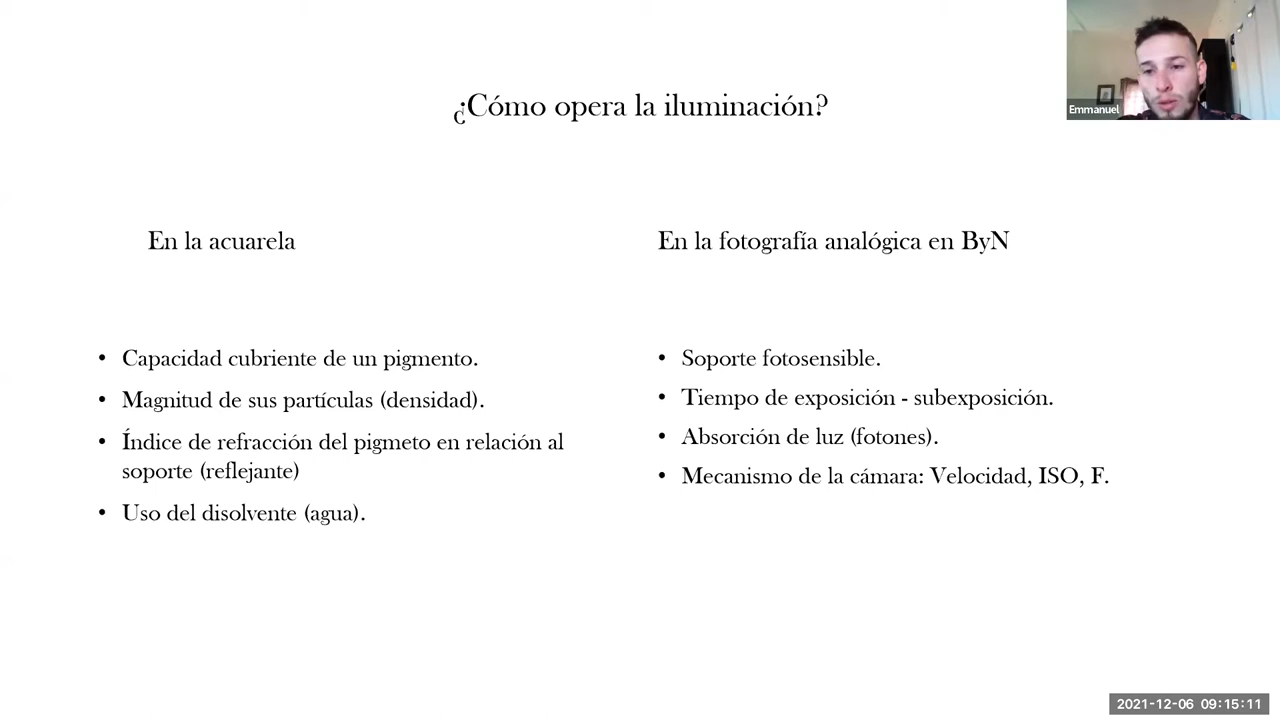 ¿Cómo opera la iluminación?
Emmanuel
En la acuarela
• Capacidad cubriente de un pigmento.
• Magnitud de sus partículas (densidad).
• Índice de refracción del pigmeto en relación al
soporte (reflejante)
• Uso del disolvente (agua).
En la fotografía analógica en ByN
• Soporte fotosensible.
• Tiempo de exposición - subexposición.
• Absorción de luz (fotones).
• Mecanismo de la cámara: Velocidad, ISO, F.
2021-12-06 09:15:11